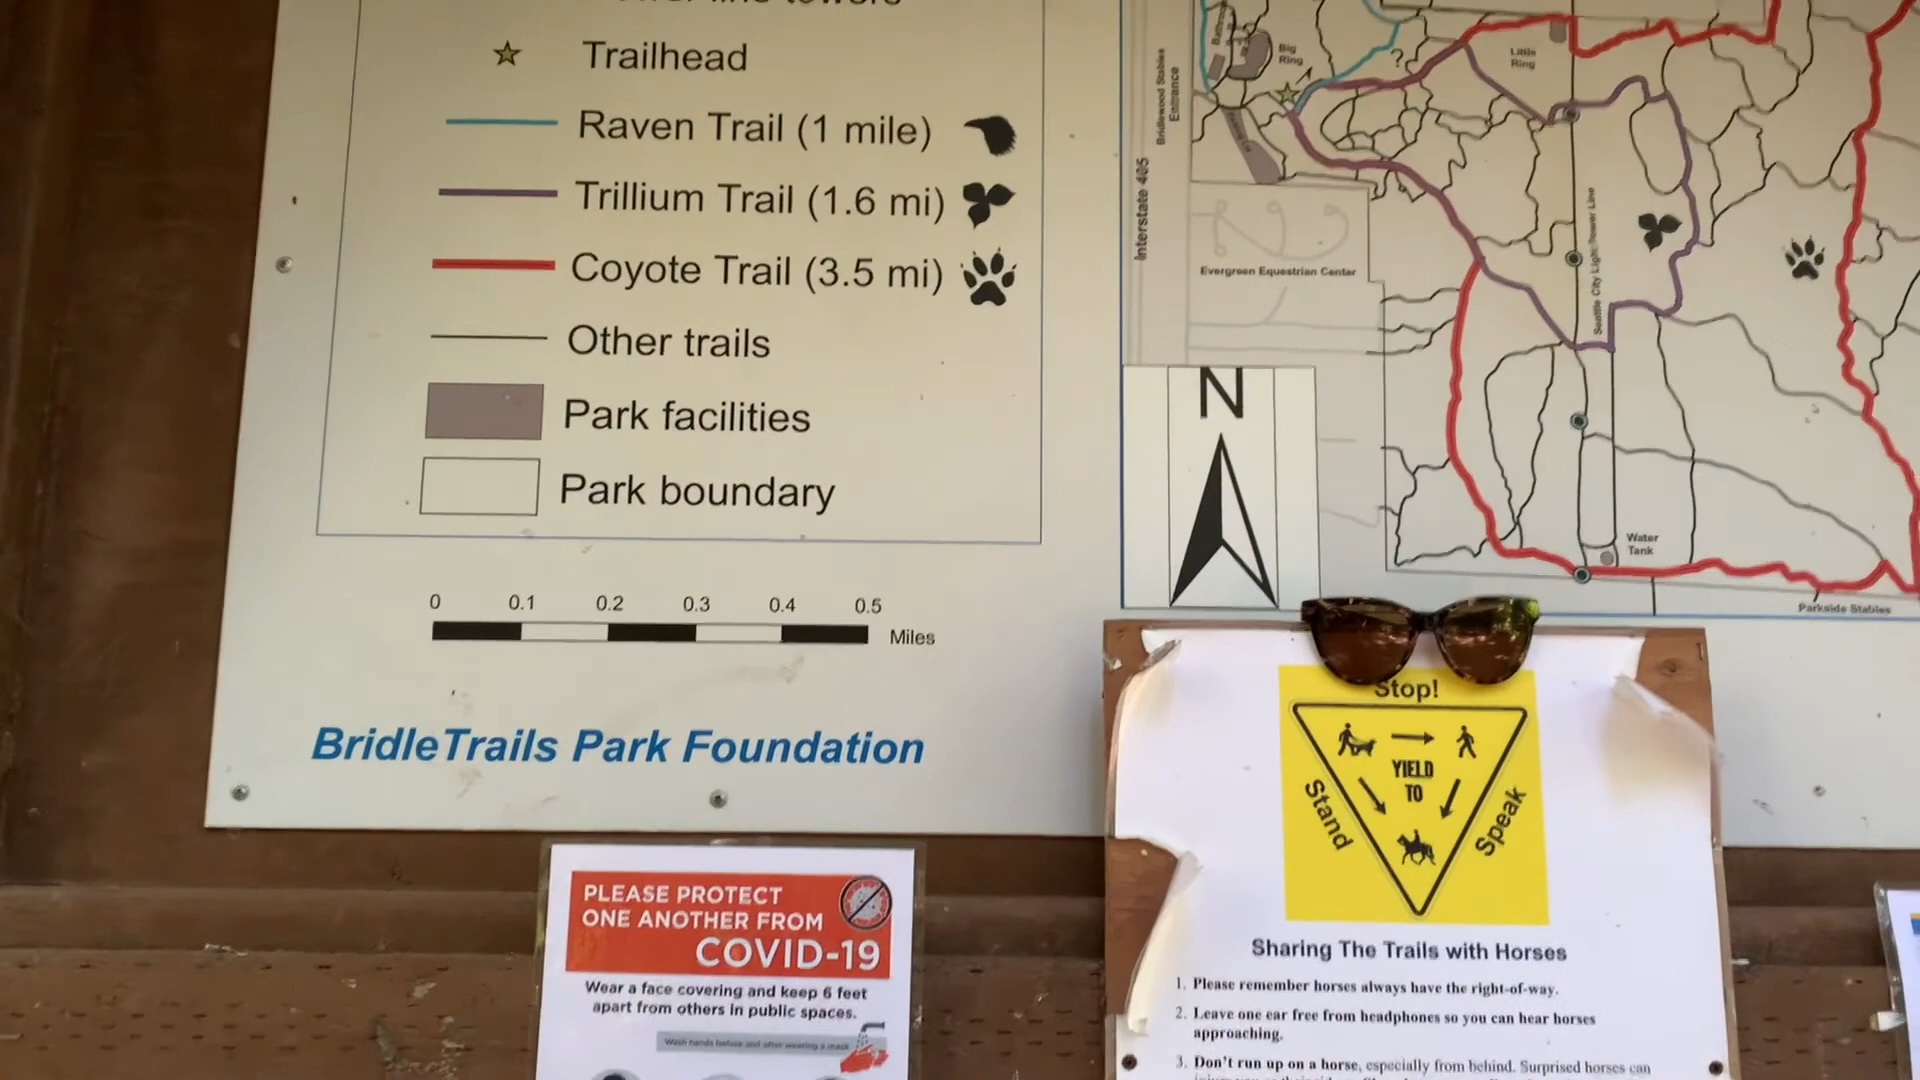 Trailhead
Raven Trail (1 mile)
Trillium Trail (1.6 mi)
Coyote Trail (3.5 mi)
Other trails
Park facilities
Park boundary
0 0.1 0.2 0.3 0.4 0.5
Miles
BridleTrails Park Foundation
Interstate 405
Bridlewood Stables
Entrance
Big
Ring
?
Little
Ring
Evergreen Equestrian Center
Seattle City Light Power Line
N
Water
Tank
Parkside Stables
Stop!
YIELD
TO
Stand
Speak
Sharing The Trails with Horses
1. Please remember horses always have the right-of-way.
2. Leave one ear free from headphones so you can hear horses
approaching.
3. Don't run up on a horse, especially from behind. Surprised horses can
PLEASE PROTECT
ONE ANOTHER FROM
COVID-19
Wear a face covering and keep 6 feet
apart from others in public spaces.
Wash hands before and after wearing a mask